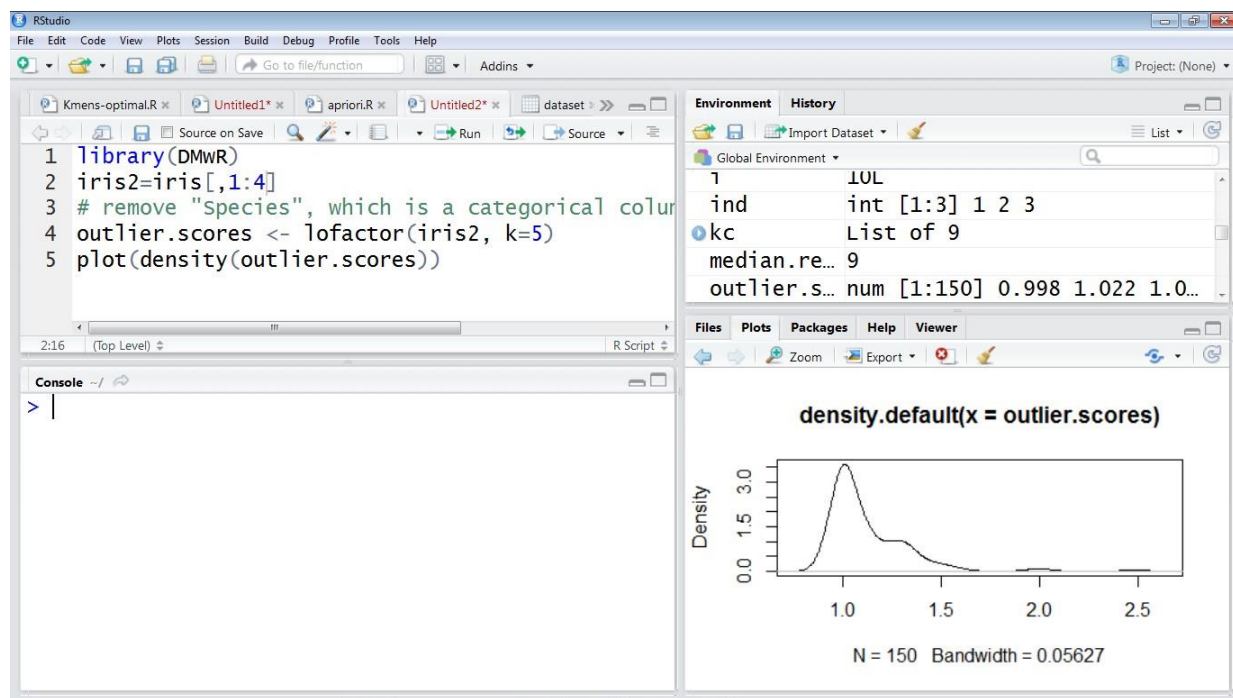 RStudio
File Edit Code View Plots Session Build Debug Profile Tools Help
Go to file/function Addins Project: (None)
Kmens-optimal.R Untitled1* apriori.R Untitled2* dataset
Source on Save Run Source
1 library(DMwR)
2 iris2=iris[,1:4]
3 # remove "Species", which is a categorical colum
4 outlier.scores <- lofactor(iris2, k=5)
5 plot(density(outlier.scores))
2:16 (Top Level) R Script
Console ~/
>
Environment History
Import Dataset List
Global Environment
ind int [1:3] 1 2 3
kc List of 9
median.re… 9
outlier.s… num [1:150] 0.998 1.022 1.0…
Files Plots Packages Help Viewer
Zoom Export
density.default(x = outlier.scores)
Density
0.0 1.5 3.0
1.0 1.5 2.0 2.5
N = 150 Bandwidth = 0.05627